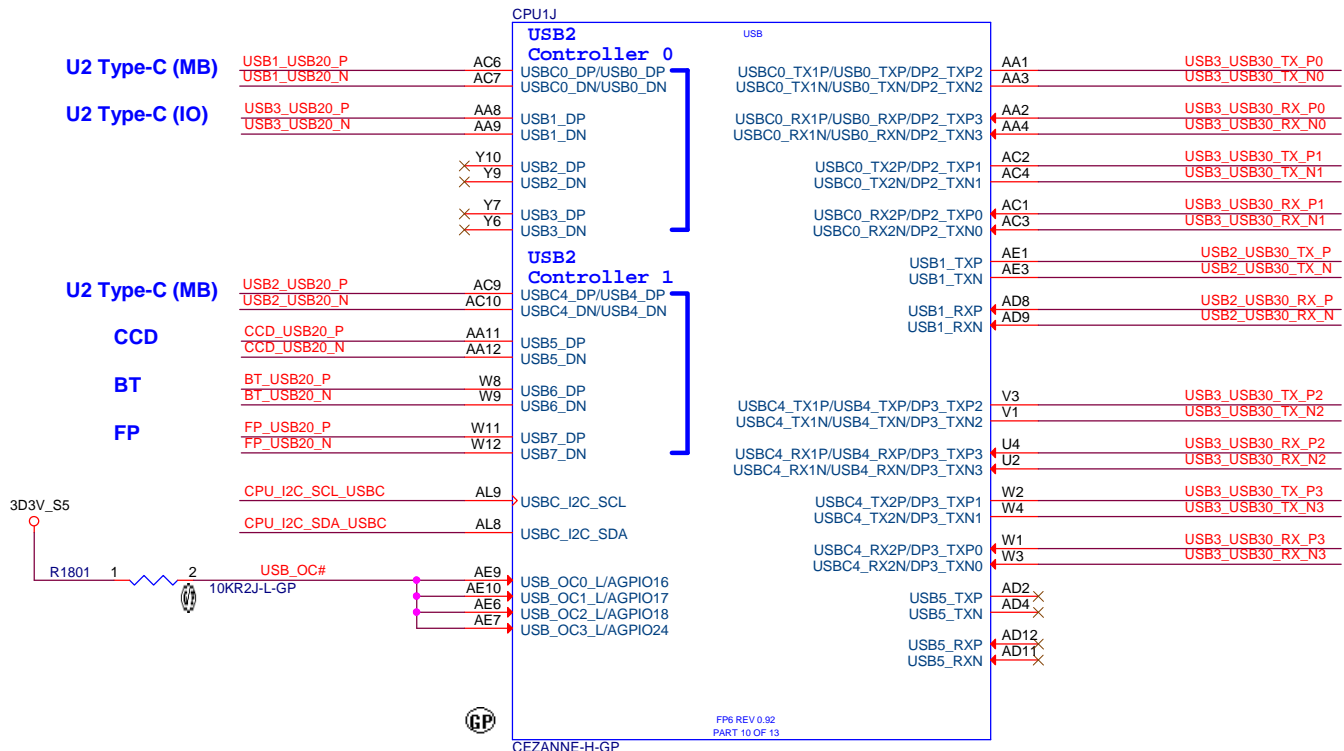 CPU1J
USB2
Controller 0
USB
U2 Type-C (MB)
USB1_USB20_P AC6 USBC0_DP/USB0_DP
USB1_USB20_N AC7 USBC0_DN/USB0_DN
U2 Type-C (IO)
USB3_USB20_P AA8 USB1_DP
USB3_USB20_N AA9 USB1_DN
Y10 USB2_DP
Y9 USB2_DN
Y7 USB3_DP
Y6 USB3_DN
USB2
Controller 1
U2 Type-C (MB)
USB2_USB20_P AC9 USBC4_DP/USB4_DP
USB2_USB20_N AC10 USBC4_DN/USB4_DN
CCD
CCD_USB20_P AA11 USB5_DP
CCD_USB20_N AA12 USB5_DN
BT
BT_USB20_P W8 USB6_DP
BT_USB20_N W9 USB6_DN
FP
FP_USB20_P W11 USB7_DP
FP_USB20_N W12 USB7_DN
CPU_I2C_SCL_USBC AL9 USBC_I2C_SCL
CPU_I2C_SDA_USBC AL8 USBC_I2C_SDA
3D3V_S5
R1801 1 2 USB_OC#
10KR2J-L-GP
AE9 USB_OC0_L/AGPIO16
AE10 USB_OC1_L/AGPIO17
AE6 USB_OC2_L/AGPIO18
AE7 USB_OC3_L/AGPIO24
USBC0_TX1P/USB0_TXP/DP2_TXP2 AA1 USB3_USB30_TX_P0
USBC0_TX1N/USB0_TXN/DP2_TXN2 AA3 USB3_USB30_TX_N0
USBC0_RX1P/USB0_RXP/DP2_TXP3 AA2 USB3_USB30_RX_P0
USBC0_RX1N/USB0_RXN/DP2_TXN3 AA4 USB3_USB30_RX_N0
USBC0_TX2P/DP2_TXP1 AC2 USB3_USB30_TX_P1
USBC0_TX2N/DP2_TXN1 AC4 USB3_USB30_TX_N1
USBC0_RX2P/DP2_TXP0 AC1 USB3_USB30_RX_P1
USBC0_RX2N/DP2_TXN0 AC3 USB3_USB30_RX_N1
USB1_TXP AE1 USB2_USB30_TX_P
USB1_TXN AE3 USB2_USB30_TX_N
USB1_RXP AD8 USB2_USB30_RX_P
USB1_RXN AD9 USB2_USB30_RX_N
USBC4_TX1P/USB4_TXP/DP3_TXP2 V3 USB3_USB30_TX_P2
USBC4_TX1N/USB4_TXN/DP3_TXN2 V1 USB3_USB30_TX_N2
USBC4_RX1P/USB4_RXP/DP3_TXP3 U4 USB3_USB30_RX_P2
USBC4_RX1N/USB4_RXN/DP3_TXN3 U2 USB3_USB30_RX_N2
USBC4_TX2P/DP3_TXP1 W2 USB3_USB30_TX_P3
USBC4_TX2N/DP3_TXN1 W4 USB3_USB30_TX_N3
USBC4_RX2P/DP3_TXP0 W1 USB3_USB30_RX_P3
USBC4_RX2N/DP3_TXN0 W3 USB3_USB30_RX_N3
USB5_TXP AD2
USB5_TXN AD4
USB5_RXP AD12
USB5_RXN AD11
GP
FP6 REV 0.92
PART 10 OF 13
CEZANNE-H-GP